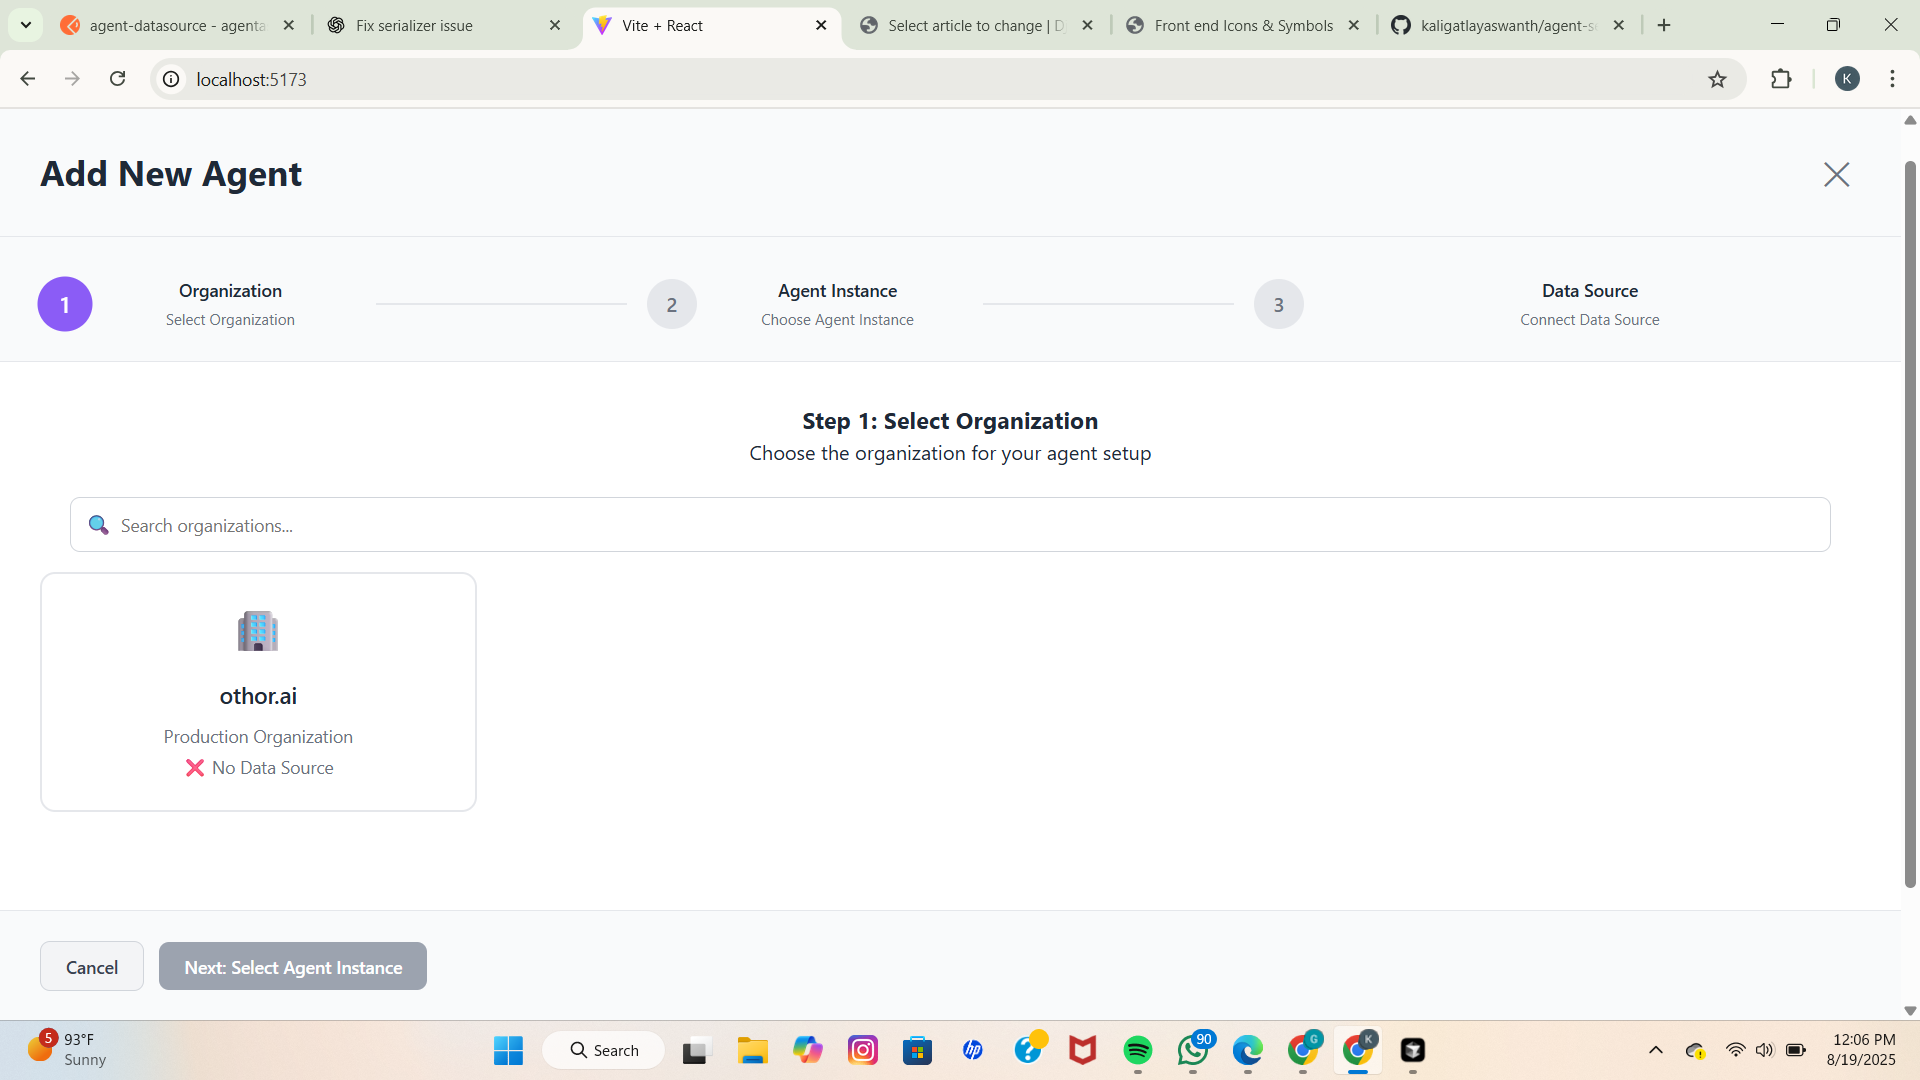 agent-datasource - agenta
Fix serializer issue
Vite + React
Select article to change | D
Front end Icons & Symbols
kaligatlayaswanth/agent-s
localhost:5173
K
Add New Agent
1
Organization
Select Organization
2
Agent Instance
Choose Agent Instance
3
Data Source
Connect Data Source
Step 1: Select Organization
Choose the organization for your agent setup
Search organizations...
othor.ai
Production Organization
No Data Source
Cancel
Next: Select Agent Instance
5
93°F
Sunny
Search
hp
?
90
G
K
12:06 PM
8/19/2025